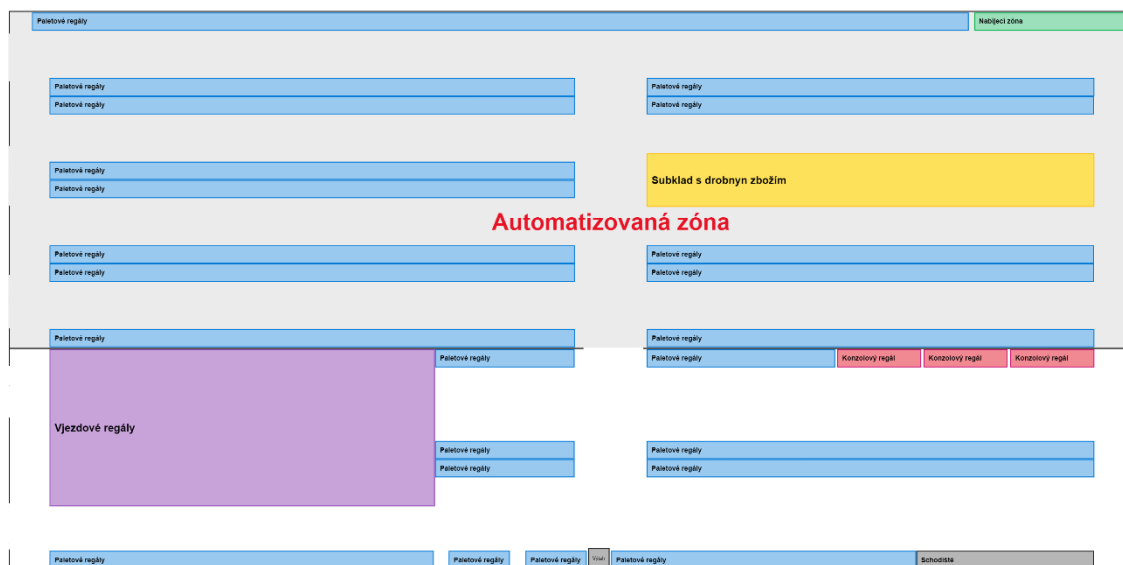 Paletové regály
Nabíjecí zóna
Paletové regály
Paletové regály
Paletové regály
Paletové regály
Paletové regály
Paletové regály
Subklad s drobnyn zbožím
Automatizovaná zóna
Paletové regály
Paletové regály
Paletové regály
Paletové regály
Paletové regály
Paletové regály
Vjezdové regály
Paletové regály
Paletové regály
Konzolový regál
Konzolový regál
Konzolový regál
Paletové regály
Paletové regály
Paletové regály
Paletové regály
Paletové regály
Paletové regály
Paletové regály
Paletové regály
Schodiště